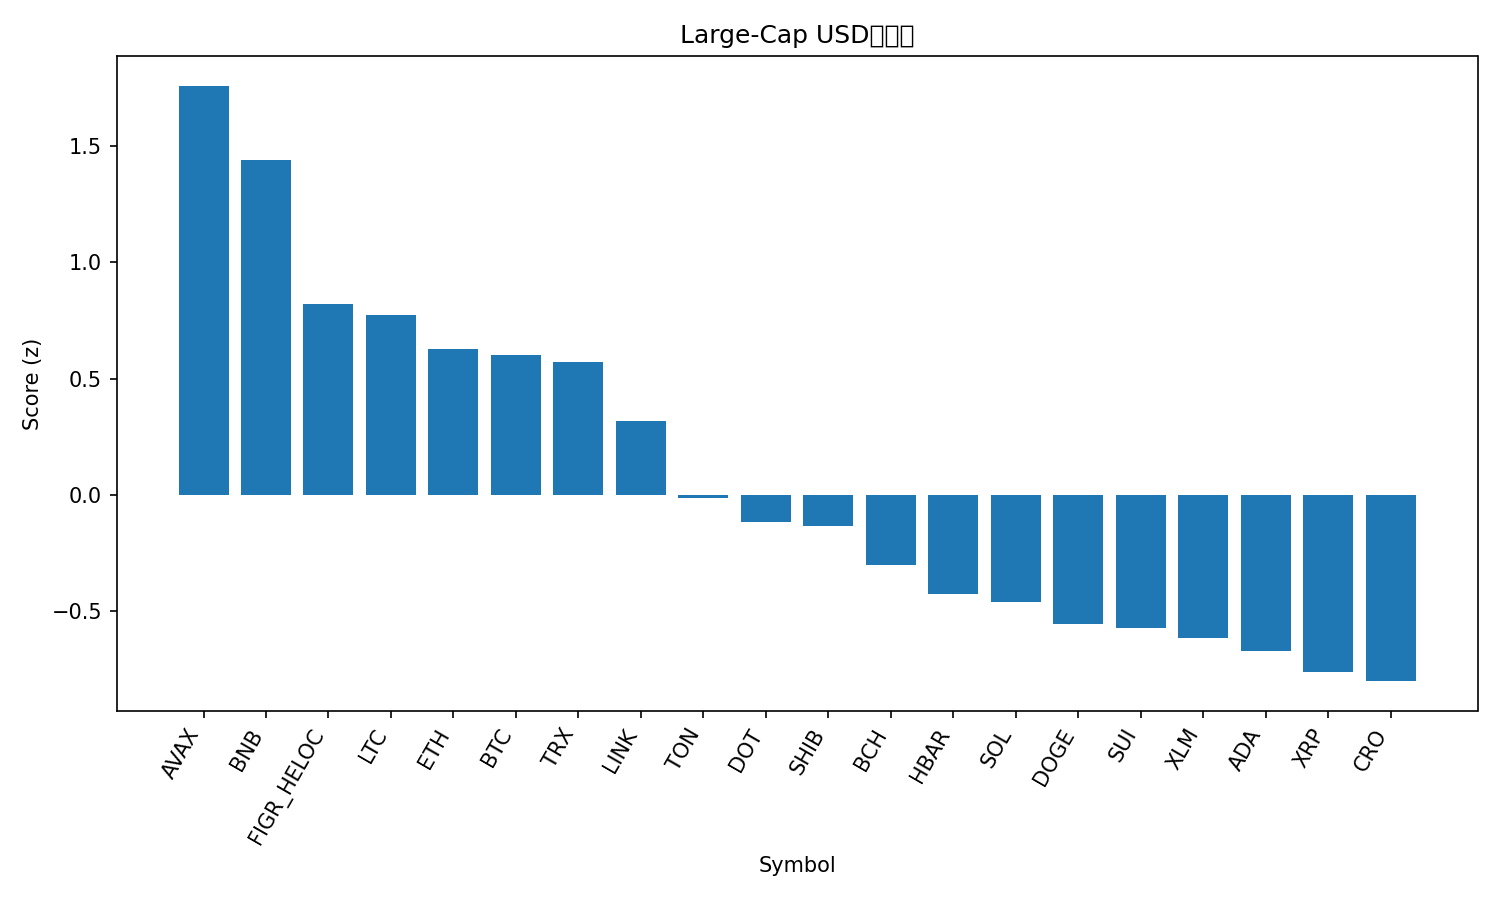 Large-Cap USD
Score (z)
1.5
1.0
0.5
0.0
−0.5
AVAX
BNB
FIGR_HELOC
LTC
ETH
BTC
TRX
LINK
TON
DOT
SHIB
BCH
HBAR
SOL
DOGE
SUI
XLM
ADA
XRP
CRO
Symbol